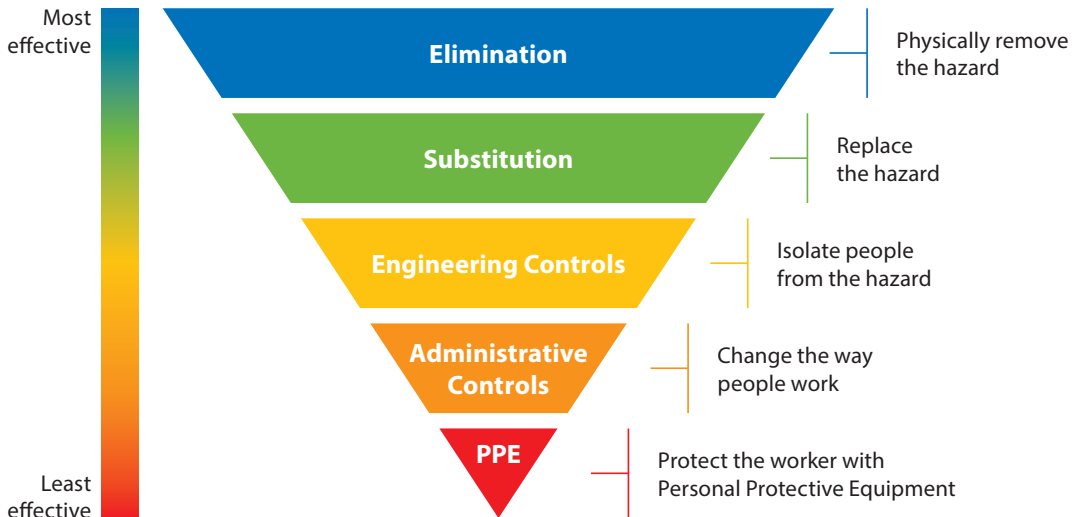 Most
effective
Elimination
Physically remove
the hazard
Substitution
Replace
the hazard
Engineering Controls
Isolate people
from the hazard
Administrative
Controls
Change the way
people work
PPE
Protect the worker with
Personal Protective Equipment
Least
effective